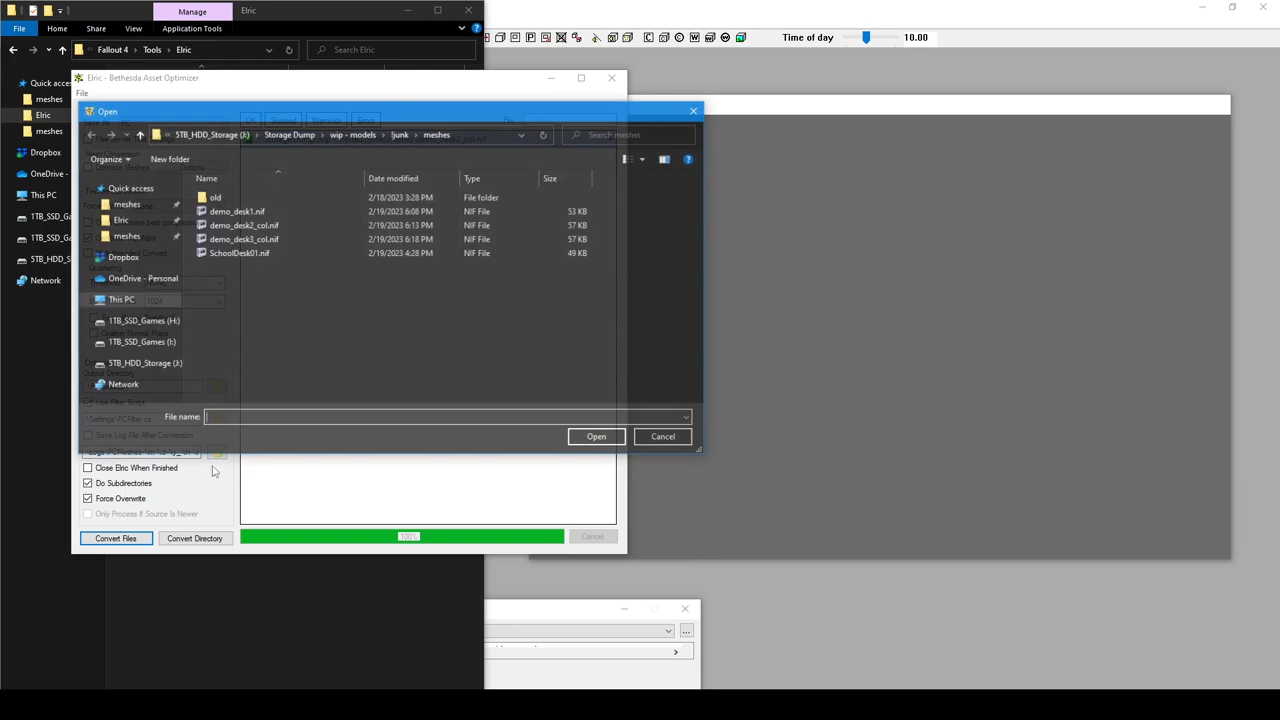 Manage
Elric
File
Home
Share
View
Application Tools
Fallout 4
Tools
Elric
Search Elric
Time of day
10.00
Quick access
meshes
Elric
meshes
Dropbox
OneDrive -
This PC
Network
Elric - Bethesda Asset Optimizer
File
Open
5TB_HDD_Storage (J:)
Storage Dump
wip - models
!junk
meshes
Search meshes
Organize
New folder
Name
Date modified
Type
Size
Quick access
meshes
Elric
meshes
Dropbox
OneDrive - Personal
This PC
1TB_SSD_Games (H:)
1TB_SSD_Games (I:)
5TB_HDD_Storage (J:)
Network
old 2/18/2023 3:28 PM File folder
demo_desk1.nif 2/19/2023 6:08 PM NIF File 53 KB
demo_desk2_col.nif 2/19/2023 6:13 PM NIF File 57 KB
demo_desk3_col.nif 2/19/2023 6:18 PM NIF File 57 KB
SchoolDesk01.nif 2/19/2023 4:28 PM NIF File 49 KB
File name:
Open
Cancel
Save Log File After Conversion
Close Elric When Finished
Do Subdirectories
Force Overwrite
Only Process If Source Is Newer
Convert Files
Convert Directory
100%
Cancel